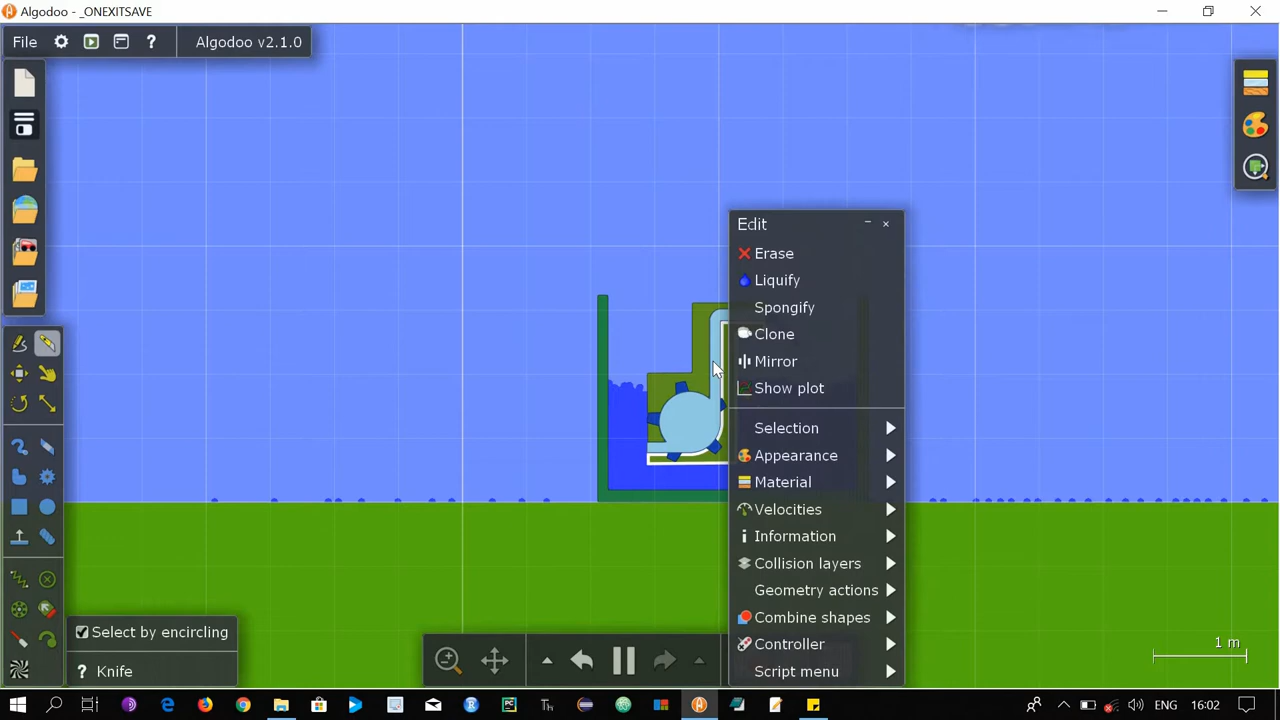 Algodoo - _ONEXITSAVE
File
?
Algodoo v2.1.0
Edit
Erase
Liquify
Spongify
Clone
Mirror
Show plot
Selection
Appearance
Material
Velocities
Information
Collision layers
Geometry actions
Combine shapes
Controller
Script menu
Select by encircling
? Knife
1 m
ENG
16:02